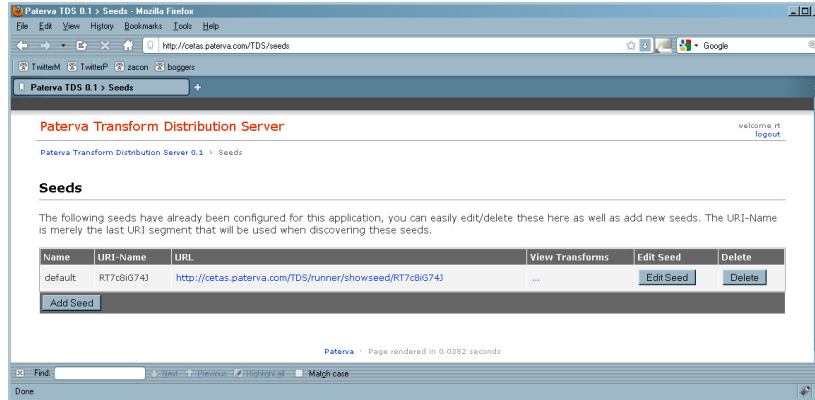 Paterva TDS 0.1 > Seeds - Mozilla Firefox
File Edit View History Bookmarks Tools Help
http://cetas.paterva.com/TDS/seeds
Google
TwitterM TwitterP zacon boggers
Paterva TDS 0.1 > Seeds
Paterva Transform Distribution Server
welcome rt
logout
Paterva Transform Distribution Server 0.1 > Seeds
Seeds
The following seeds have already been configured for this application, you can easily edit/delete these here as well as add new seeds. The URI-Name
is merely the last URI segment that will be used when discovering these seeds.
Name URI-Name URL View Transforms Edit Seed Delete
default RT7c8iG74J http://cetas.paterva.com/TDS/runner/showseed/RT7c8iG74J ... Edit Seed Delete
Add Seed
Paterva · Page rendered in 0.0382 seconds
Find: Next Previous Highlight all Match case
Done